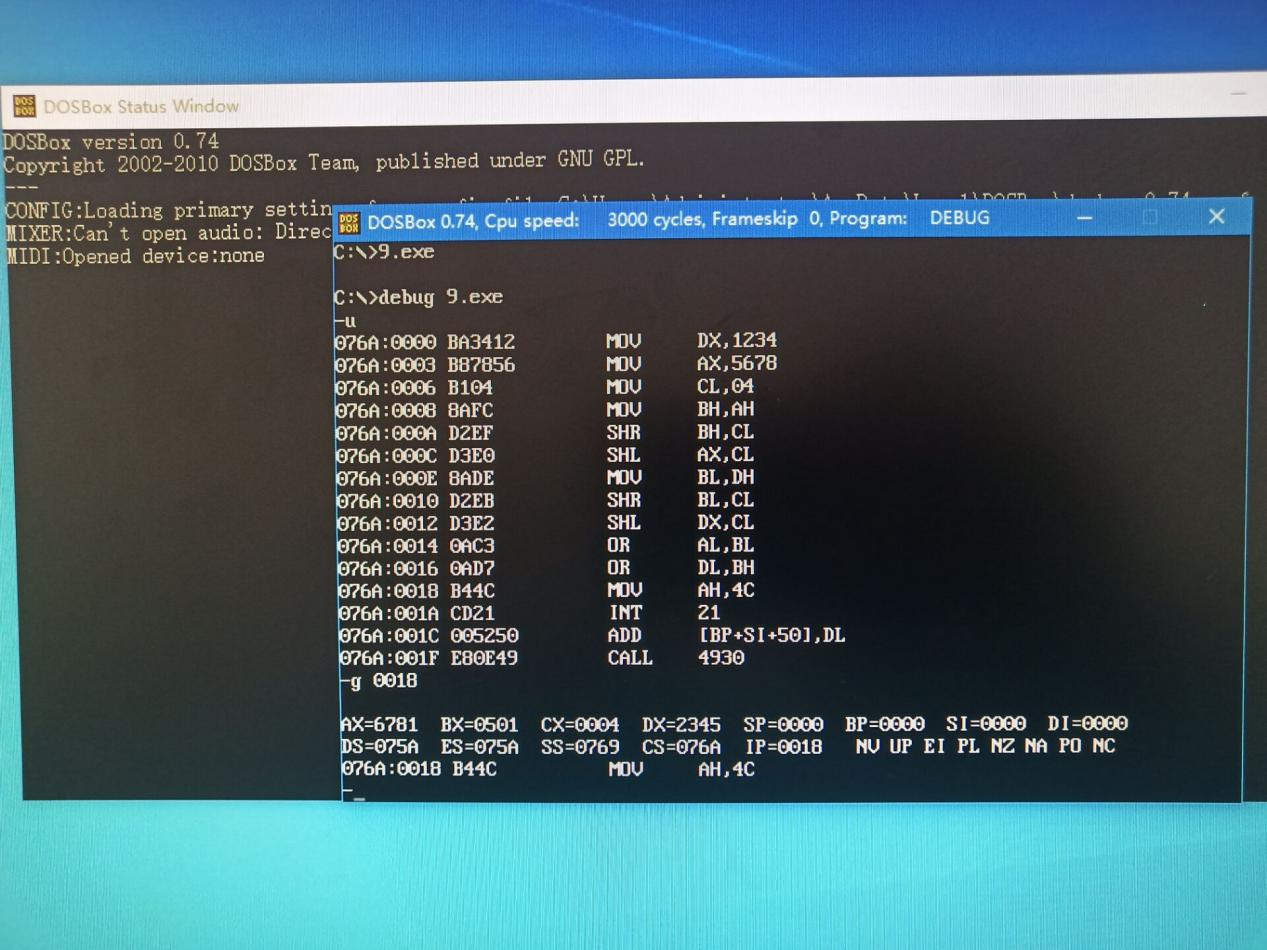 DOSBox Status Window
DOSBox version 0.74
Copyright 2002-2010 DOSBox Team, published under GNU GPL.
---
CONFIG:Loading primary settin
MIXER:Can't open audio: Direc
MIDI:Opened device:none
DOSBox 0.74, Cpu speed: 3000 cycles, Frameskip 0, Program: DEBUG
C:\>9.exe
C:\>debug 9.exe
-u
076A:0000 BA3412 MOV DX,1234
076A:0003 B87856 MOV AX,5678
076A:0006 B104 MOV CL,04
076A:0008 8AFC MOV BH,AH
076A:000A D2EF SHR BH,CL
076A:000C D3E0 SHL AX,CL
076A:000E 8ADE MOV BL,DH
076A:0010 D2EB SHR BL,CL
076A:0012 D3E2 SHL DX,CL
076A:0014 0AC3 OR AL,BL
076A:0016 0AD7 OR DL,BH
076A:0018 B44C MOV AH,4C
076A:001A CD21 INT 21
076A:001C 005250 ADD [BP+SI+50],DL
076A:001F E80E49 CALL 4930
-g 0018
AX=6781 BX=0501 CX=0004 DX=2345 SP=0000 BP=0000 SI=0000 DI=0000
DS=075A ES=075A SS=0769 CS=076A IP=0018 NV UP EI PL NZ NA PO NC
076A:0018 B44C MOV AH,4C
-_